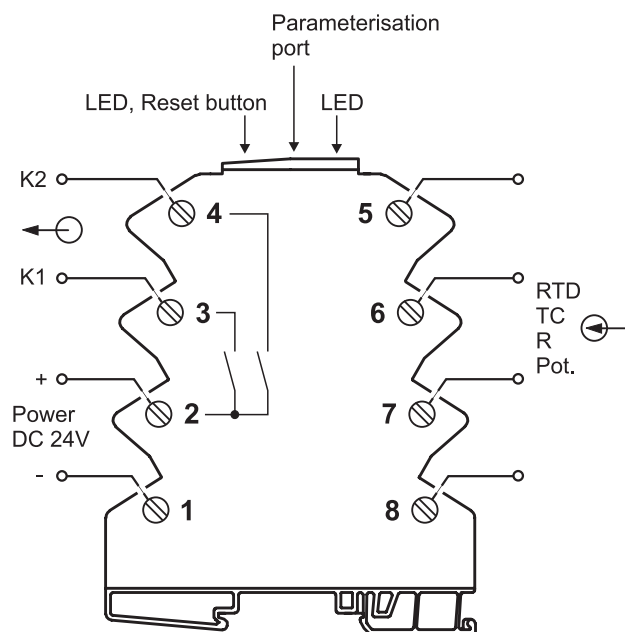 Parameterisation
port
LED, Reset button
LED
K2
4
5
K1
3
6
RTD
TC
R
Pot.
+
Power
DC 24V
2
7
-
1
8